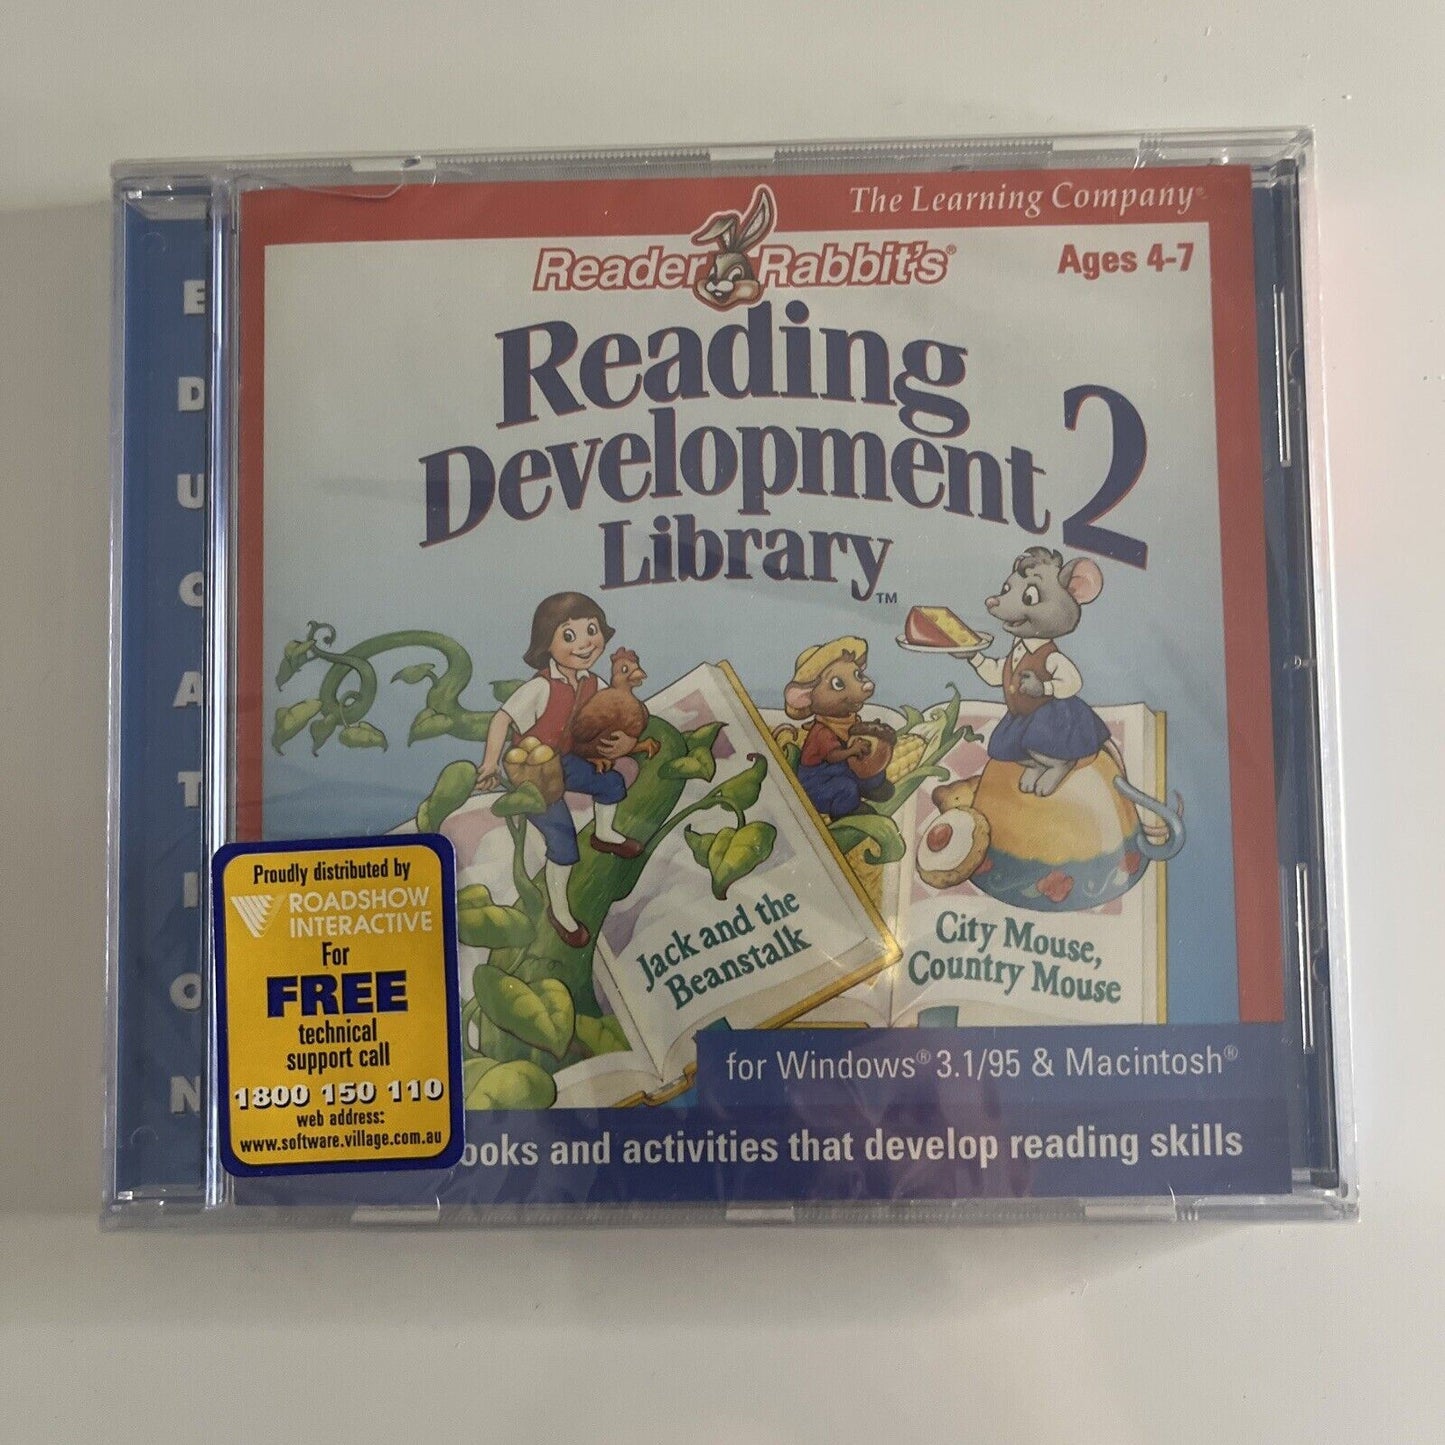 The Learning Company®
Reader Rabbit's®
Ages 4-7
Reading
Development 2
Library™
Jack and the
Beanstalk
City Mouse,
Country Mouse
for Windows® 3.1/95 & Macintosh®
ooks and activities that develop reading skills
EDUCATION
Proudly distributed by
ROADSHOW
INTERACTIVE
For
FREE
technical
support call
1800 150 110
web address:
www.software.village.com.au